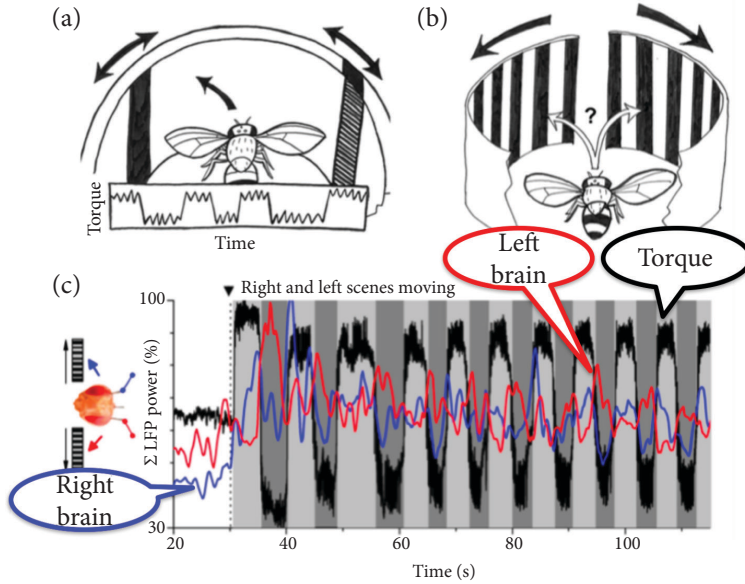 (a)
Torque
Time
(b)
?
Left
brain
Torque
(c)
▼ Right and left scenes moving
100
Σ LFP power (%)
30
Right
brain
20 40 60 80 100
Time (s)